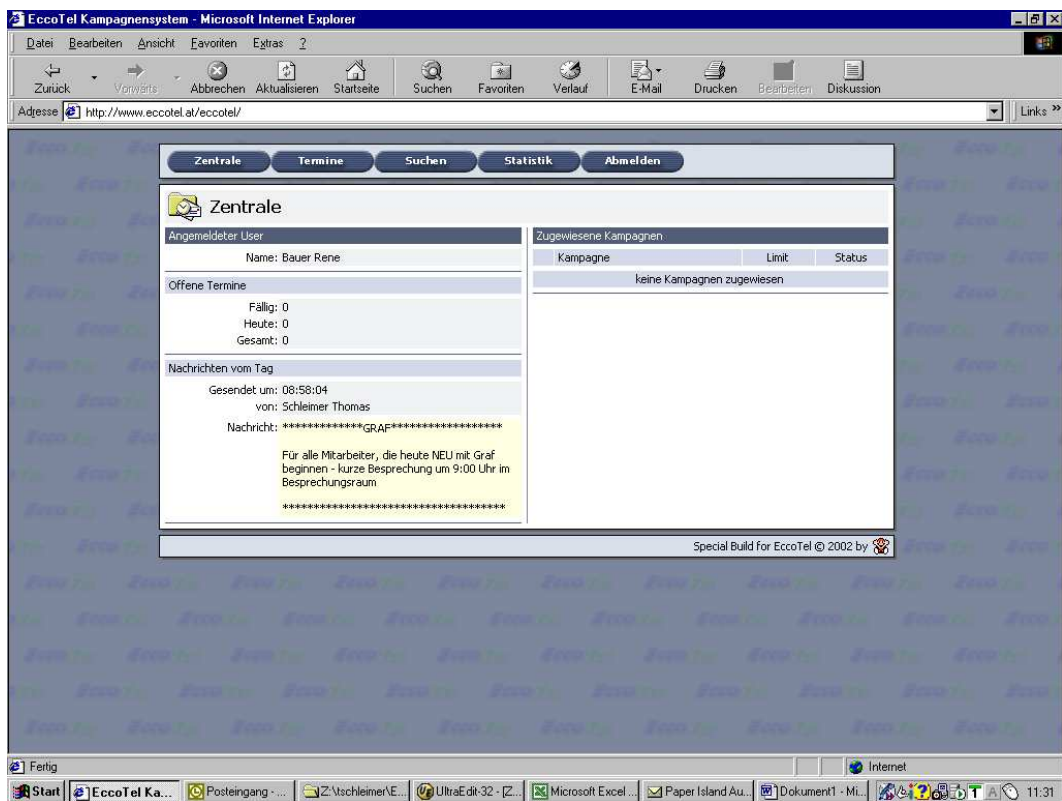 EccoTel Kampagnensystem - Microsoft Internet Explorer
Datei Bearbeiten Ansicht Favoriten Extras ?
Zurück Vorwärts Abbrechen Aktualisieren Startseite Suchen Favoriten Verlauf E-Mail Drucken Bearbeiten Diskussion
Adresse http://www.eccotel.at/eccotel/ Links »
Zentrale Termine Suchen Statistik Abmelden
Zentrale
Angemeldeter User
Name: Bauer Rene
Offene Termine
Fällig: 0
Heute: 0
Gesamt: 0
Nachrichten vom Tag
Gesendet um: 08:58:04
von: Schleimer Thomas
Nachricht: *************GRAF******************
Für alle Mitarbeiter, die heute NEU mit Graf
beginnen - kurze Besprechung um 9:00 Uhr im
Besprechungsraum
************************************
Zugewiesene Kampagnen
Kampagne Limit Status
keine Kampagnen zugewiesen
Special Build for EccoTel © 2002 by
Fertig Internet
Start EccoTel Ka... Posteingang - ... Z:\tschleimer\E... UltraEdit-32 - [Z... Microsoft Excel ... Paper Island Au... Dokument1 - Mi... 11:31